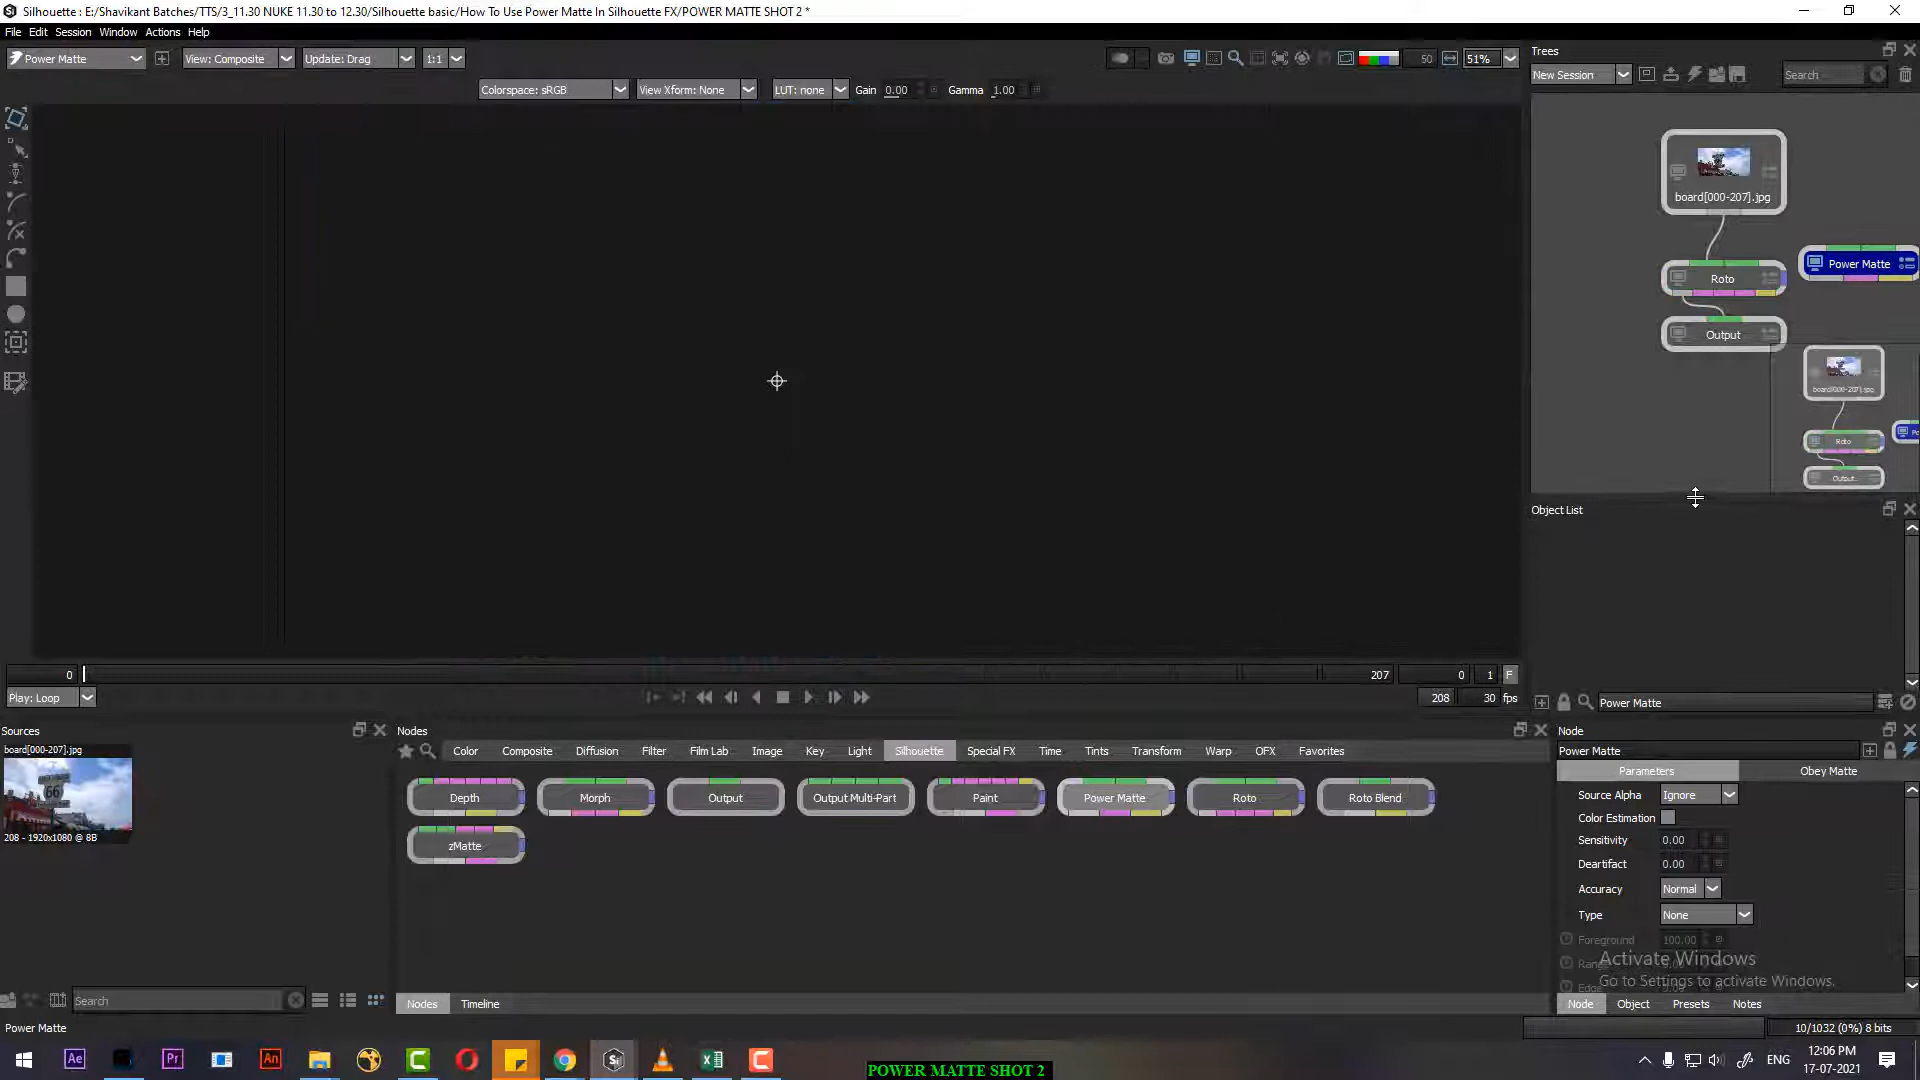 Silhouette : E:/Shavikant Batches/TTS/3_11.30 NUKE 11.30 to 12.30/Silhouette basic/How To Use Power Matte In Silhouette FX/POWER MATTE SHOT 2 *
File Edit Session Window Actions Help
Power Matte View: Composite Update: Drag 1:1 50 51%
Colorspace: sRGB View Xform: None LUT: none Gain 0.00 Gamma 1.00
Trees
New Session Search
board[000-207].jpg
Roto
Power Matte
Output
board[000-207].jpg
Roto
Output
Object List
Power Matte
0 207 0 1 F
Play: Loop 208 30 fps
Sources
board[000-207].jpg
66
208 - 1920x1080 @ 8B
Search
Nodes
Color Composite Diffusion Filter Film Lab Image Key Light Silhouette Special FX Time Tints Transform Warp OFX Favorites
Depth Morph Output Output Multi-Part Paint Power Matte Roto Roto Blend
zMatte
Nodes Timeline
Node
Power Matte
Parameters Obey Matte
Source Alpha Ignore
Color Estimation
Sensitivity 0.00
Deartifact 0.00
Accuracy Normal
Type None
Foreground 100.00
Activate Windows
Go to Settings to activate Windows.
Node Object Presets Notes
Power Matte
10/1032 (0%) 8 bits
POWER MATTE SHOT 2
ENG
12:06 PM
17-07-2021